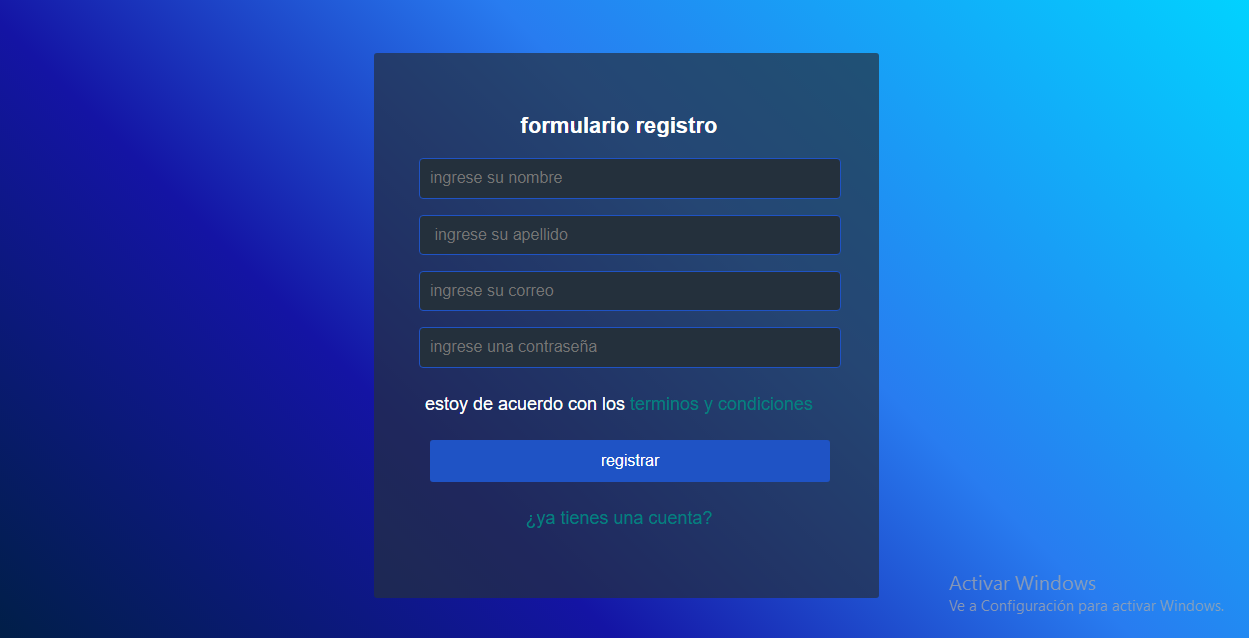 formulario registro
ingrese su nombre
ingrese su apellido
ingrese su correo
ingrese una contraseña
estoy de acuerdo con los terminos y condiciones
registrar
¿ya tienes una cuenta?
Activar Windows
Ve a Configuración para activar Windows.